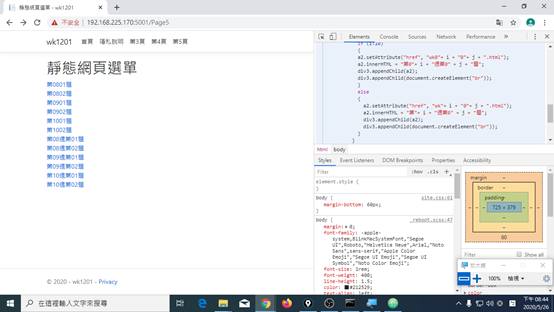 靜態網頁選單 - wk1201
不安全 | 192.168.225.170:5001/Page5
wk1201 首頁 隱私說明 第3頁 第4頁 第5頁
靜態網頁選單
第0801題
第0802題
第0901題
第0902題
第1001題
第1002題
第08週第01題
第08週第02題
第09週第01題
第09週第02題
第10週第01題
第10週第02題
© 2020 - wk1201 - Privacy
Elements Console Sources Network Performance »
{
a2.setAttribute("href", "wk0"+ i + "0"+ j + ".html");
a2.innerHTML = "第0"+ i + "週第0" + j + "題";
div3.appendChild(a2);
div3.appendChild(document.createElement("br"));
}
else
{
a2.setAttribute("href", "wk"+ i + "0"+ j + ".html");
a2.innerHTML = "第"+ i + "週第0" + j + "題";
div3.appendChild(a2);
div3.appendChild(document.createElement("br"));
}
}
html body
Styles Event Listeners DOM Breakpoints Properties Accessibility
Filter :hov .cls +
element.style {
}
body { site.css:61
margin-bottom: 60px;
}
body { _reboot.scss:47
margin: 0;
font-family: -apple-
system,BlinkMacSystemFont,"Segoe
UI",Roboto,"Helvetica Neue",Arial,"Noto
Sans",sans-serif,"Apple Color
Emoji","Segoe UI Emoji","Segoe UI
Symbol","Noto Color Emoji";
font-size: 1rem;
font-weight: 400;
line-height: 1.5;
color: #212529;
text-align: left;
margin
border
padding
725 × 379
60
Filter Show all
放大鏡
100% 檢視
在這裡輸入文字來搜尋
下午 08:44
2020/5/26